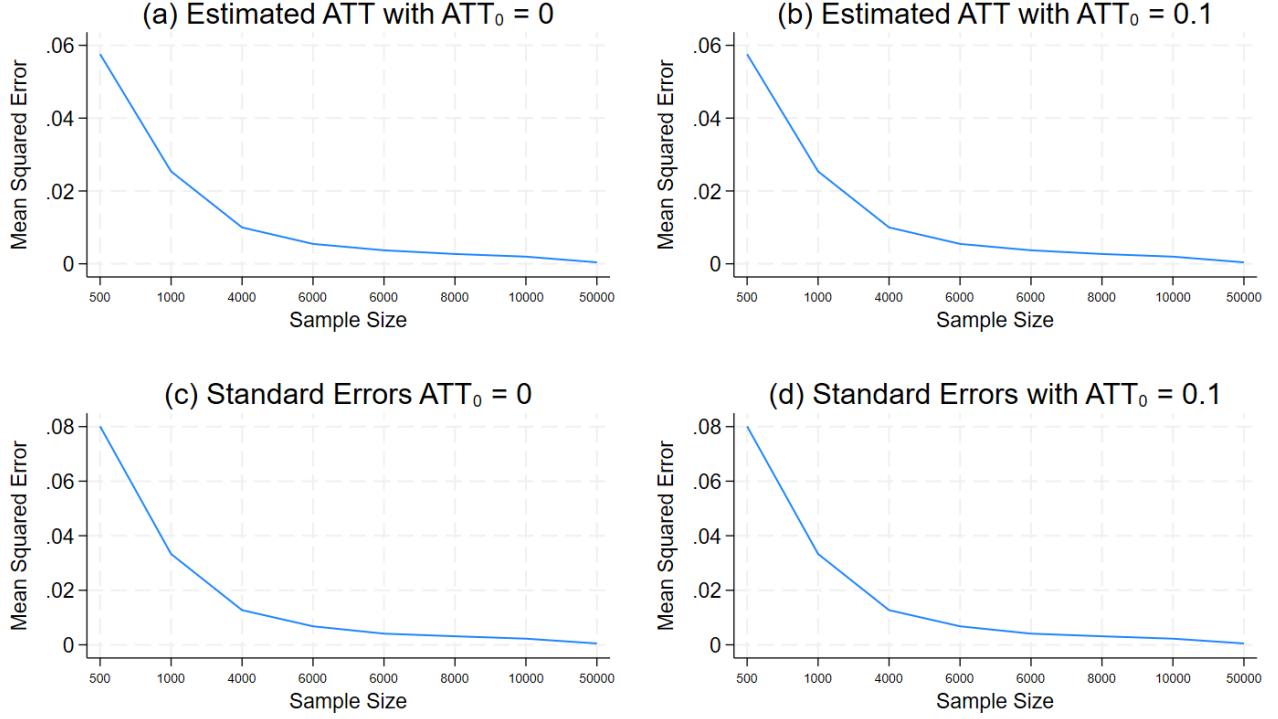 (a) Estimated ATT with ATT₀ = 0
Mean Squared Error
.06
.04
.02
0
500 1000 4000 6000 6000 8000 10000 50000
Sample Size
(b) Estimated ATT with ATT₀ = 0.1
Mean Squared Error
.06
.04
.02
0
500 1000 4000 6000 6000 8000 10000 50000
Sample Size
(c) Standard Errors ATT₀ = 0
Mean Squared Error
.08
.06
.04
.02
0
500 1000 4000 6000 6000 8000 10000 50000
Sample Size
(d) Standard Errors with ATT₀ = 0.1
Mean Squared Error
.08
.06
.04
.02
0
500 1000 4000 6000 6000 8000 10000 50000
Sample Size